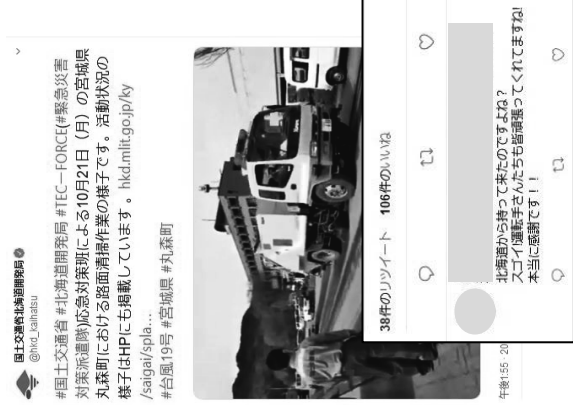 国土交通省北海道開発局
@hkd_kaihatsu
#国土交通省 #北海道開発局 #TEC－FORCE(#緊急災害
対策派遣隊)応急対策班による10月21日（月）の宮城県
丸森町における路面清掃作業の様子です。活動状況の
様子はHPにも掲載しています 。hkd.mlit.go.jp/ky
/saigai/spla...
#台風19号 #宮城県 #丸森町
午後1:55 · 20
38件のリツイート 106件のいいね
北海道から持って来たのですよね？
スゴイ!運転手さんたちも皆頑張ってくれてますね!
本当に感謝です！！